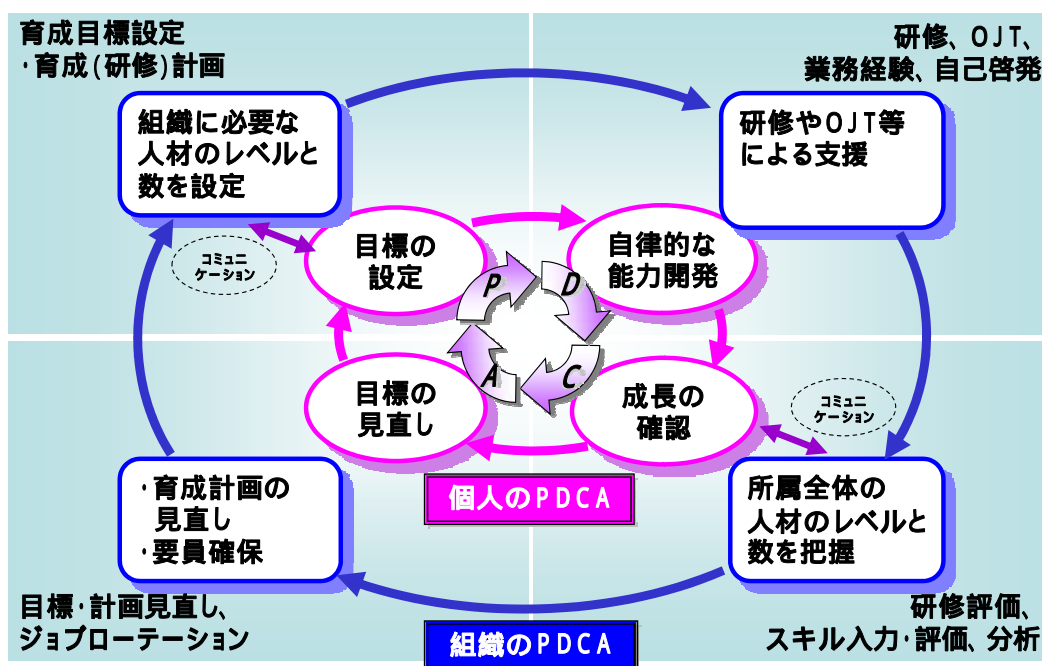 育成目標設定
・育成(研修)計画
研修、OJT、
業務経験、自己啓発
組織に必要な
人材のレベルと
数を設定
研修やOJT等
による支援
コミュニ
ケーション
目標の
設定
自律的な
能力開発
P
D
A
C
目標の
見直し
成長の
確認
コミュニ
ケーション
・育成計画の
見直し
・要員確保
個人のPDCA
所属全体の
人材のレベルと
数を把握
目標・計画見直し、
ジョブローテーション
組織のPDCA
研修評価、
スキル入力・評価、分析